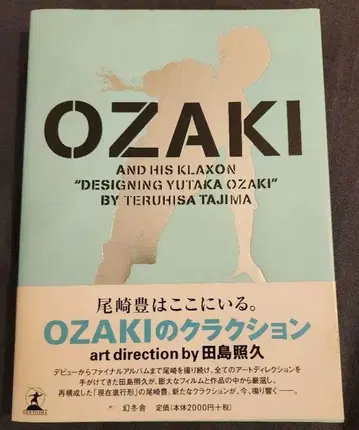 OZAKI
AND HIS KLAXON
"DESIGNING YUTAKA OZAKI"
BY TERUHISA TAJIMA
尾崎豊はここにいる。
OZAKIのクラクション
art direction by 田島照久
デビューからファイナルアルバムまで尾崎を撮り続け、全てのアートディレクションを
手がけてきた田島照久が、膨大なフィルムと作品の中から厳選し、
再構成した「現在進行形」の尾崎豊。新たなクラクションが、今、鳴り響く──。
幻冬舎 定価(本体2000円+税)
GENTOSHA